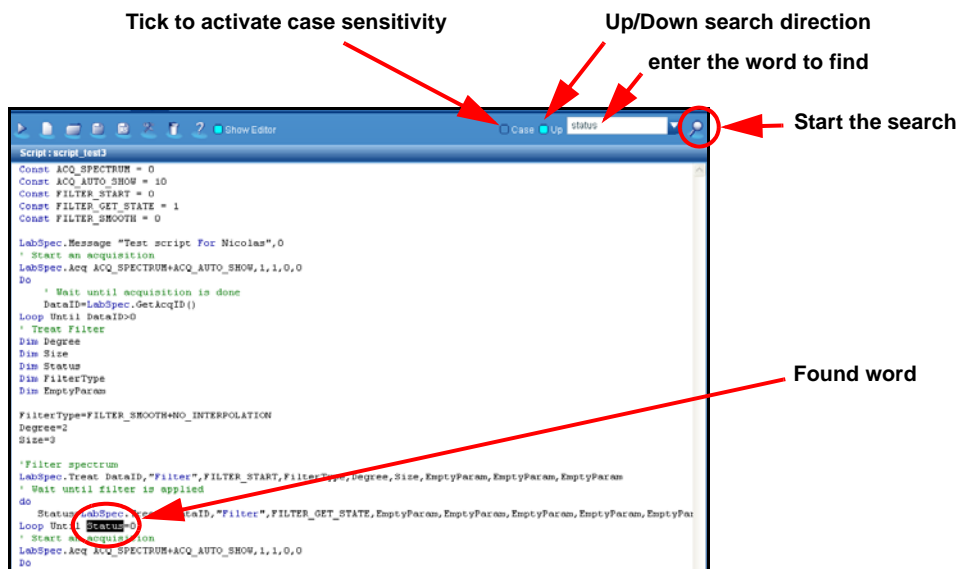 Tick to activate case sensitivity
Up/Down search direction
enter the word to find
Start the search
Show Editor
Case
Up
status
Script : script_test3
Const ACQ_SPECTRUM = 0
Const ACQ_AUTO_SHOW = 10
Const FILTER_START = 0
Const FILTER_GET_STATE = 1
Const FILTER_SMOOTH = 0
LabSpec.Message "Test script For Nicolas",0
' Start an acquisition
LabSpec.Acq ACQ_SPECTRUM+ACQ_AUTO_SHOW,1,1,0,0
Do
' Wait until acquisition is done
DataID=LabSpec.GetAcqID()
Loop Until DataID>0
' Treat Filter
Dim Degree
Dim Size
Dim Status
Dim FilterType
Dim EmptyParam
Found word
FilterType=FILTER_SMOOTH+NO_INTERPOLATION
Degree=2
Size=3
'Filter spectrum
LabSpec.Treat DataID,"Filter",FILTER_START,FilterType,Degree,Size,EmptyParam,EmptyParam,EmptyParam
' Wait until filter is applied
do
Status=LabSpec. DataID,"Filter",FILTER_GET_STATE,EmptyParam,EmptyParam,EmptyParam,EmptyParam,EmptyPar
Loop Until Status=0
' Start an acquisition
LabSpec.Acq ACQ_SPECTRUM+ACQ_AUTO_SHOW,1,1,0,0
Do